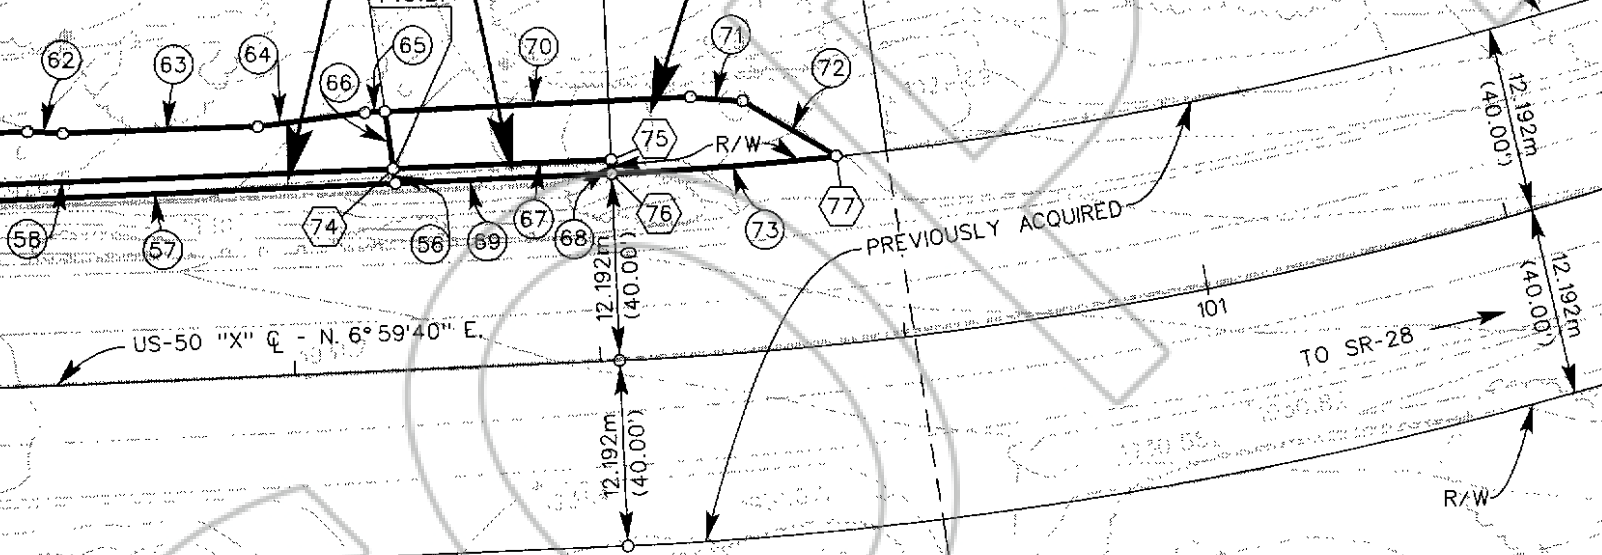 62
63
64
65
66
70
71
72
75
R/W
58
57
74
56
69
67
68
76
73
77
12.192m
(40.00')
12.192m
(40.00')
PREVIOUSLY ACQUIRED
101
US-50 "X" ℄ - N. 6°59'40" E.
TO SR-28
12.192m
(40.00')
12.192m
(40.00')
R/W